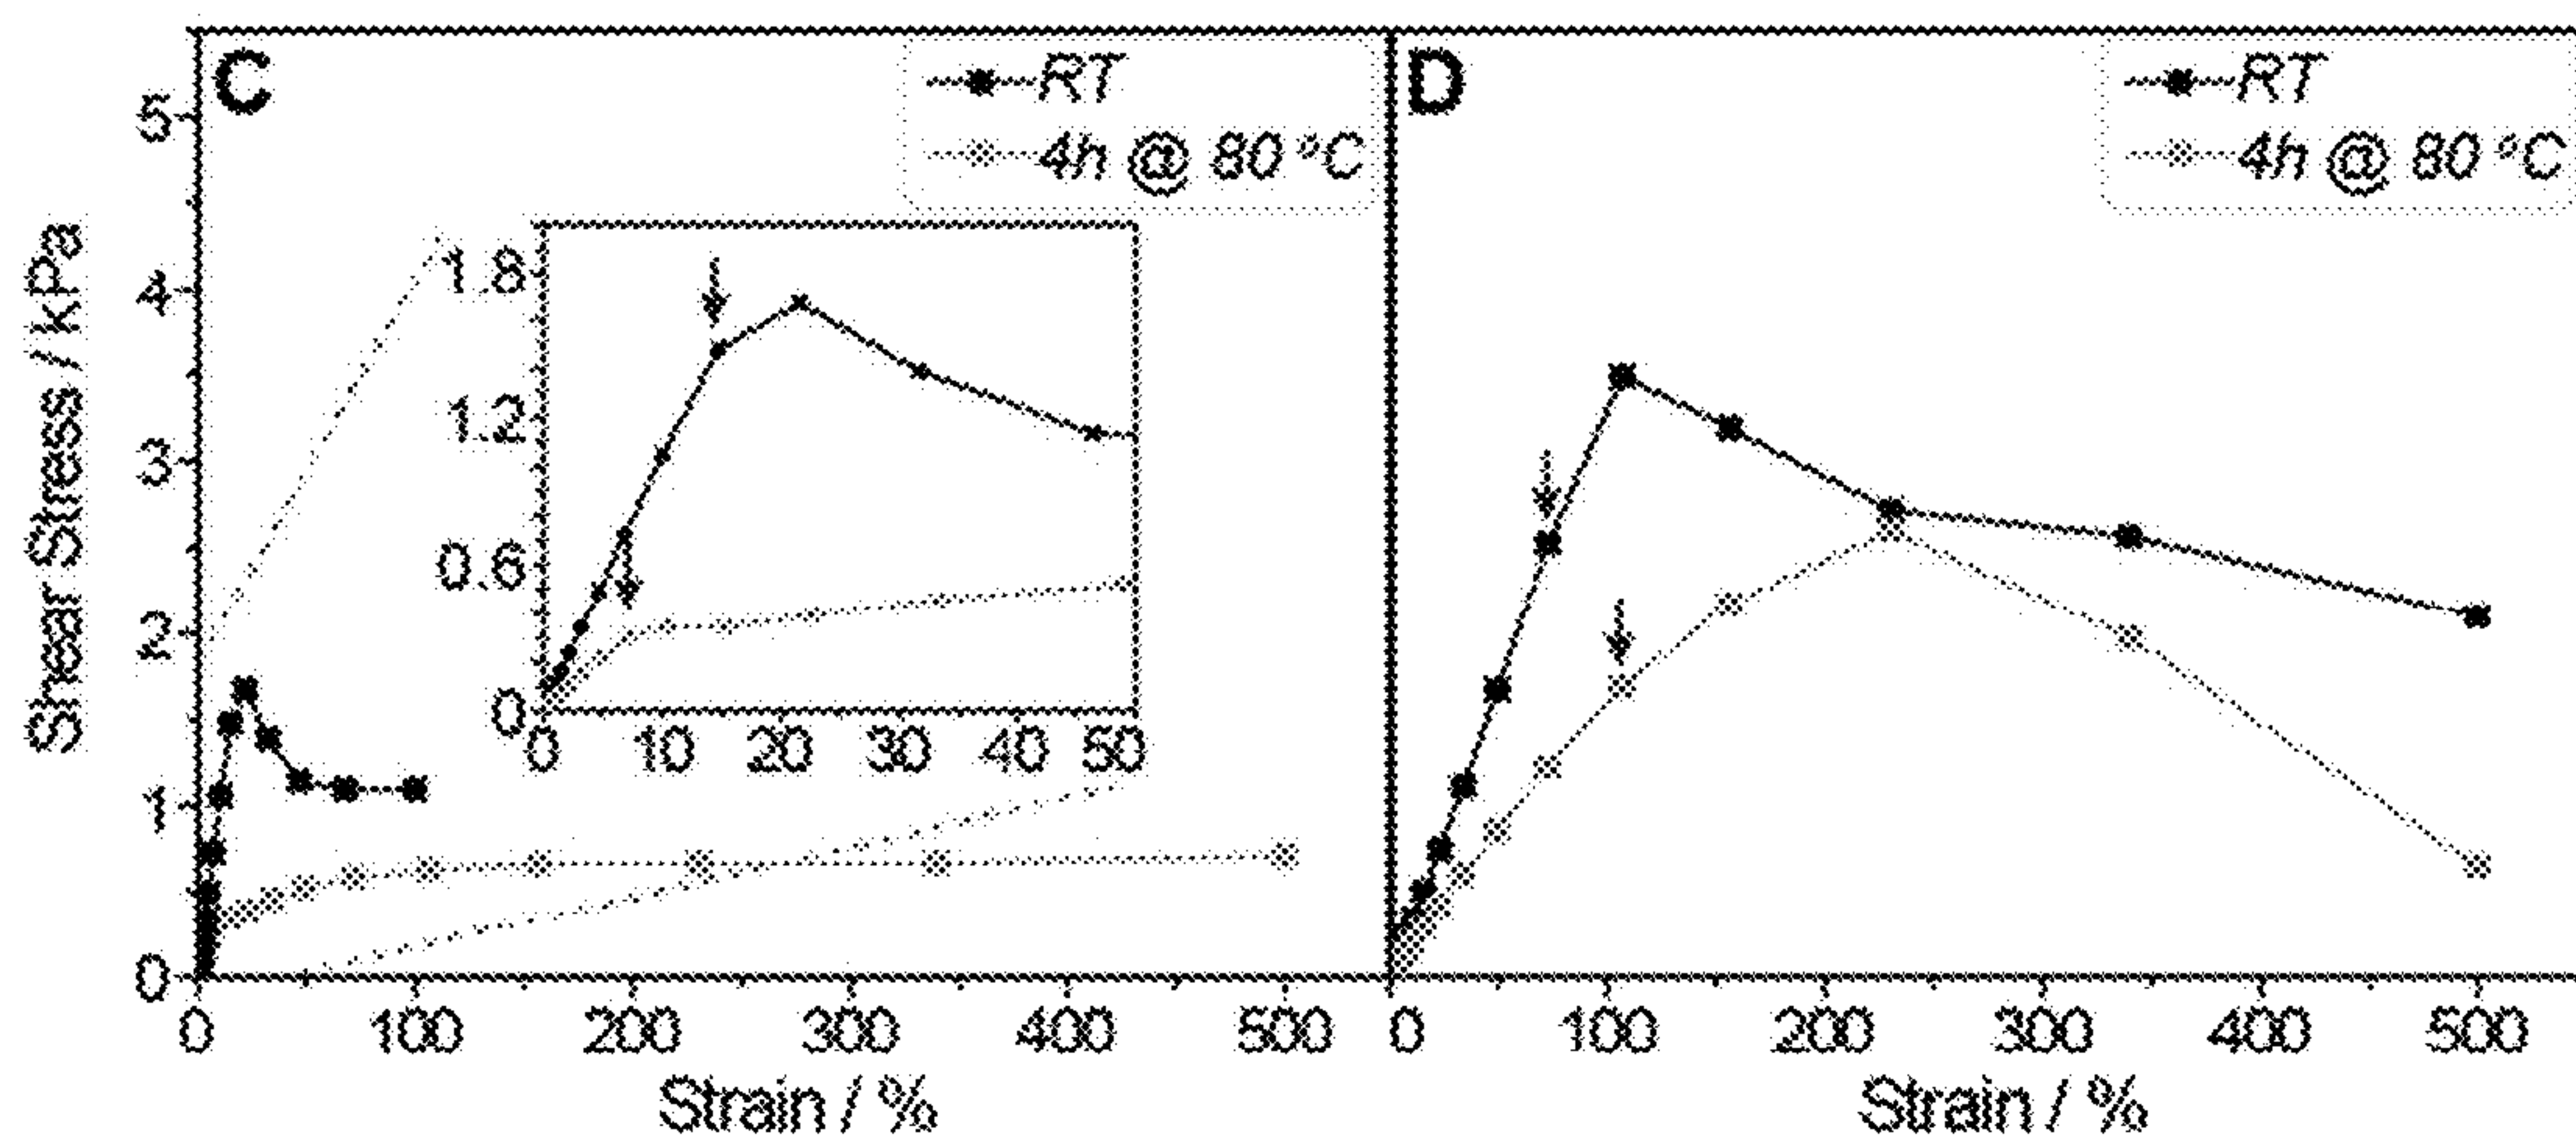 C
RT
4h @ 80 °C
D
RT
4h @ 80 °C
Shear Stress / kPa
5
4
3
2
1
0
1.8
1.2
0.6
0
0 10 20 30 40 50
0 100 200 300 400 500
0 100 200 300 400 500
Strain / %
Strain / %